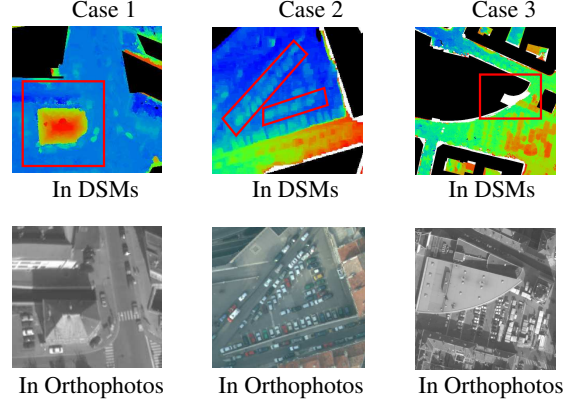 Case 1 Case 2 Case 3
In DSMs In DSMs In DSMs
In Orthophotos In Orthophotos In Orthophotos